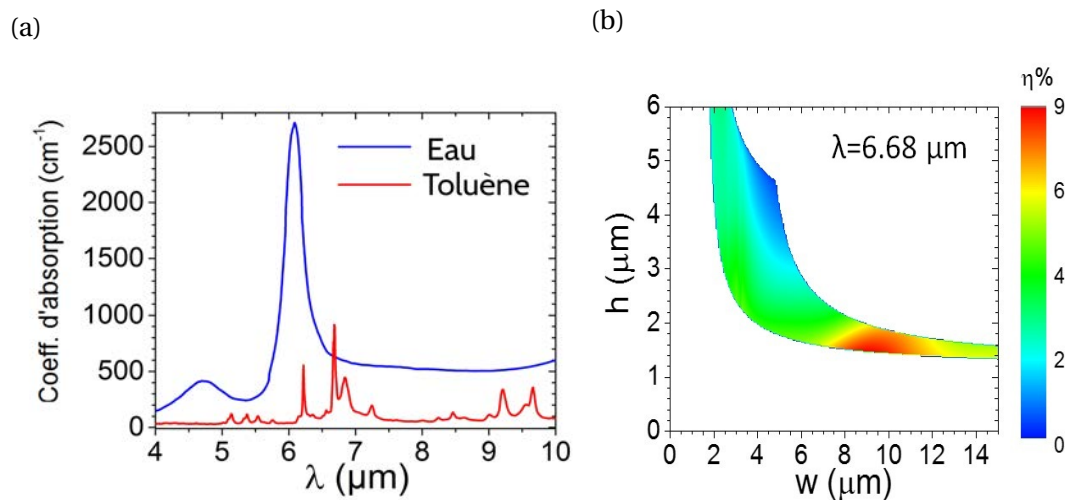 (a)
Coeff. d'absorption (cm⁻¹)
2500
2000
1500
1000
500
0
Eau
Toluène
4 5 6 7 8 9 10
λ (µm)
(b)
h (µm)
6
5
4
3
2
1
0
λ=6.68 µm
0 2 4 6 8 10 12 14
w (µm)
η%
9
6
2
0